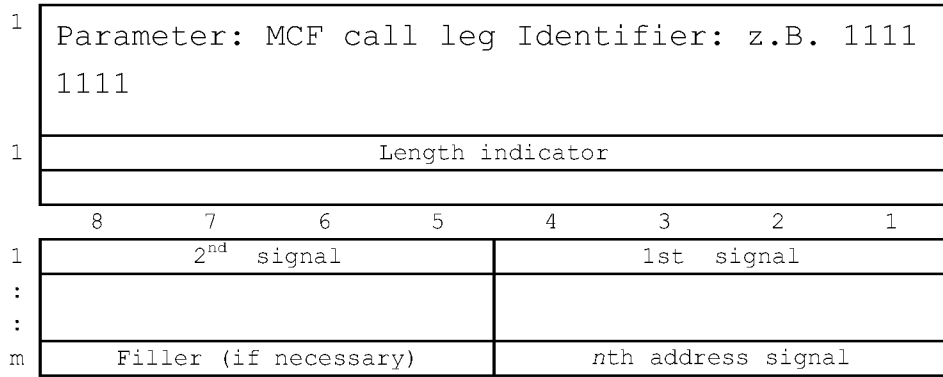 1 Parameter: MCF call leg Identifier: z.B. 1111
1111
1 Length indicator
8 7 6 5 4 3 2 1
1 2nd signal 1st signal
:
:
m Filler (if necessary) nth address signal